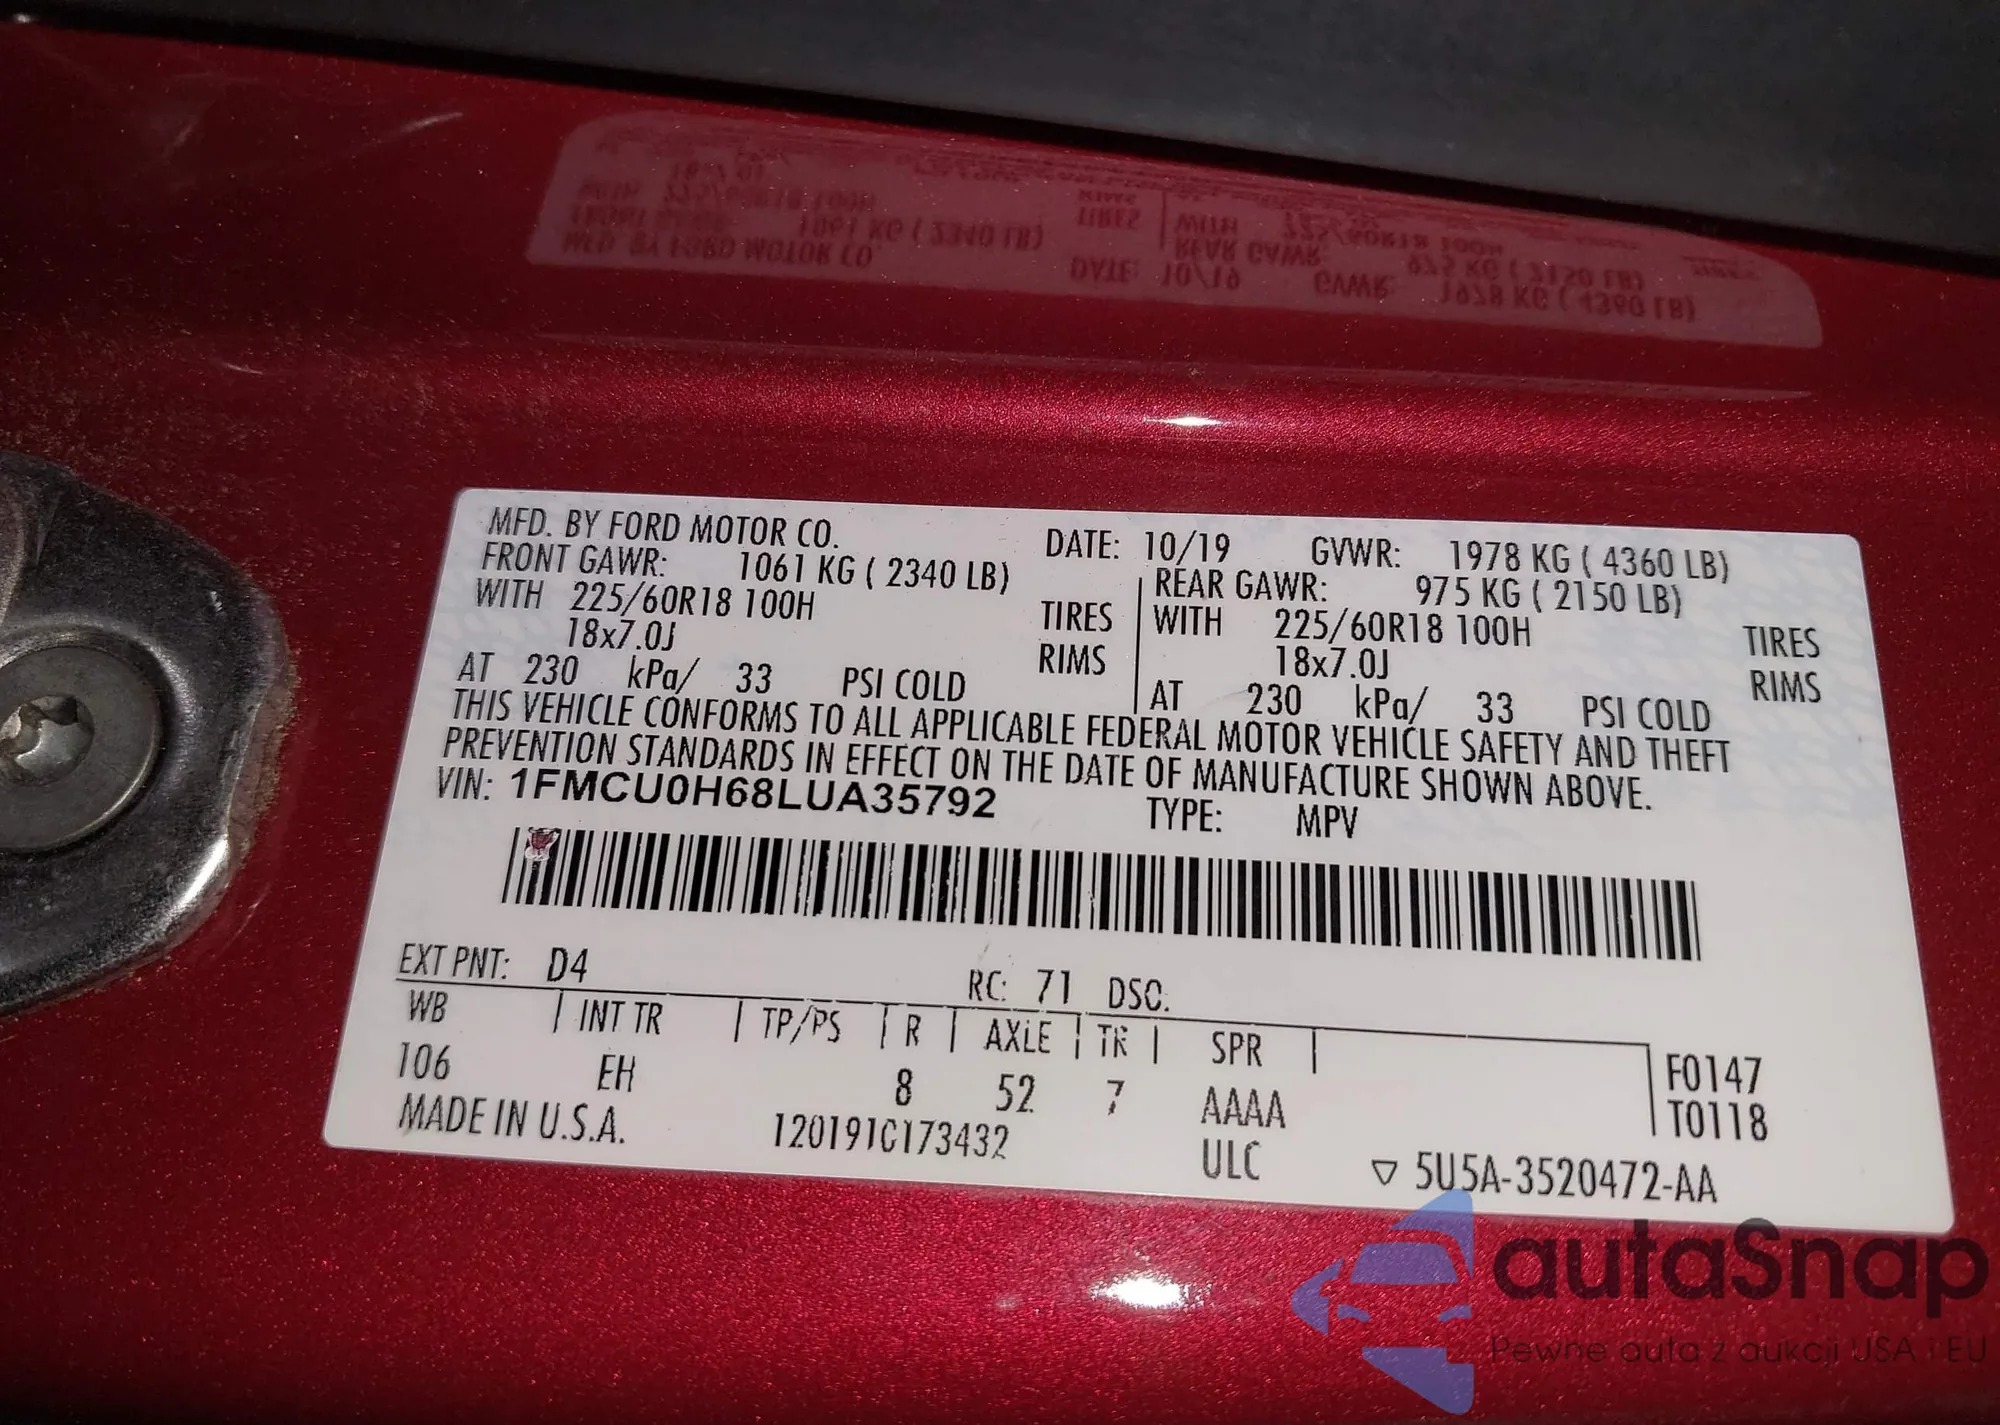 MFD. BY FORD MOTOR CO. DATE: 10/19 GVWR: 1978 KG ( 4360 LB)
FRONT GAWR: 1061 KG ( 2340 LB) REAR GAWR: 975 KG ( 2150 LB)
WITH 225/60R18 100H TIRES WITH 225/60R18 100H TIRES
18x7.0J RIMS 18x7.0J RIMS
AT 230 kPa/ 33 PSI COLD AT 230 kPa/ 33 PSI COLD
THIS VEHICLE CONFORMS TO ALL APPLICABLE FEDERAL MOTOR VEHICLE SAFETY AND THEFT
PREVENTION STANDARDS IN EFFECT ON THE DATE OF MANUFACTURE SHOWN ABOVE.
VIN: 1FMCU0H68LUA35792 TYPE: MPV
EXT PNT: D4 RC: 71 DSO:
WB INT TR TP/PS R AXLE TR SPR
106 EH 8 52 7 AAAA F0147
T0118
MADE IN U.S.A. 120191C173432 ULC
▽ 5U5A-3520472-AA
autaSnap
Pewne auta z aukcji USA i EU